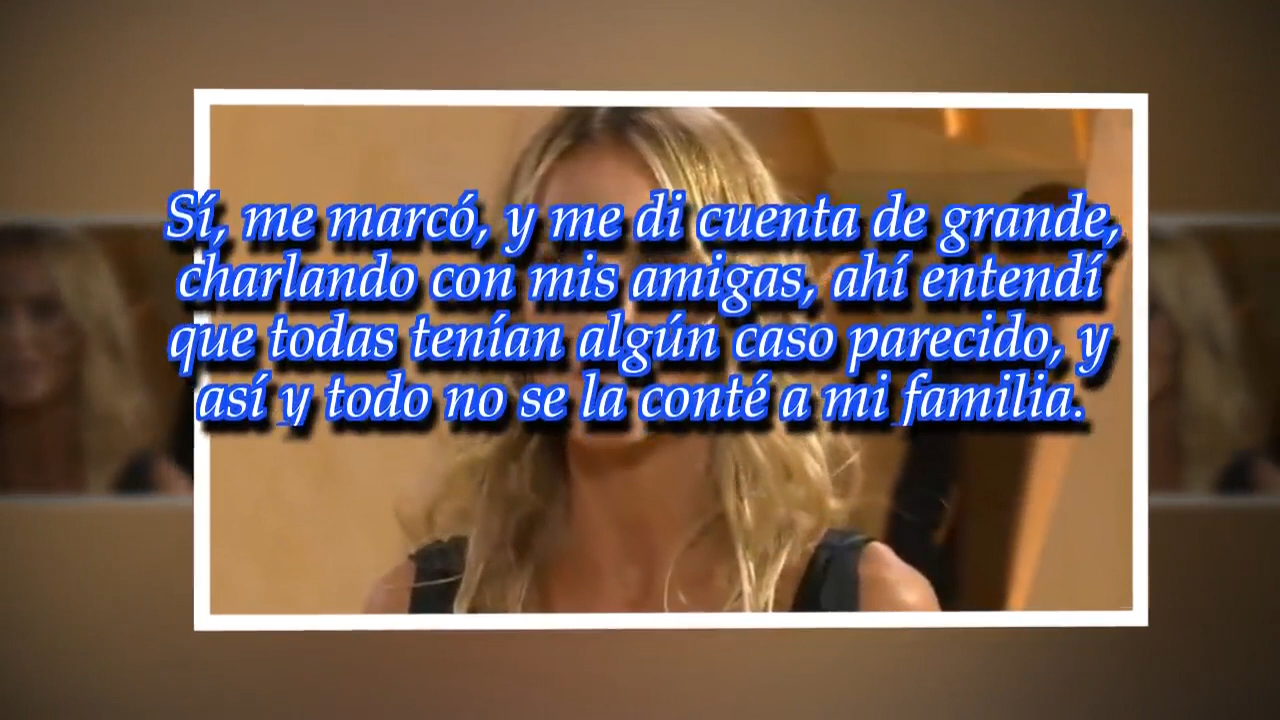 Sí, me marcó, y me di cuenta de grande,
charlando con mis amigas, ahí entendí
que todas tenían algún caso parecido, y
así y todo no se la conté a mi familia.